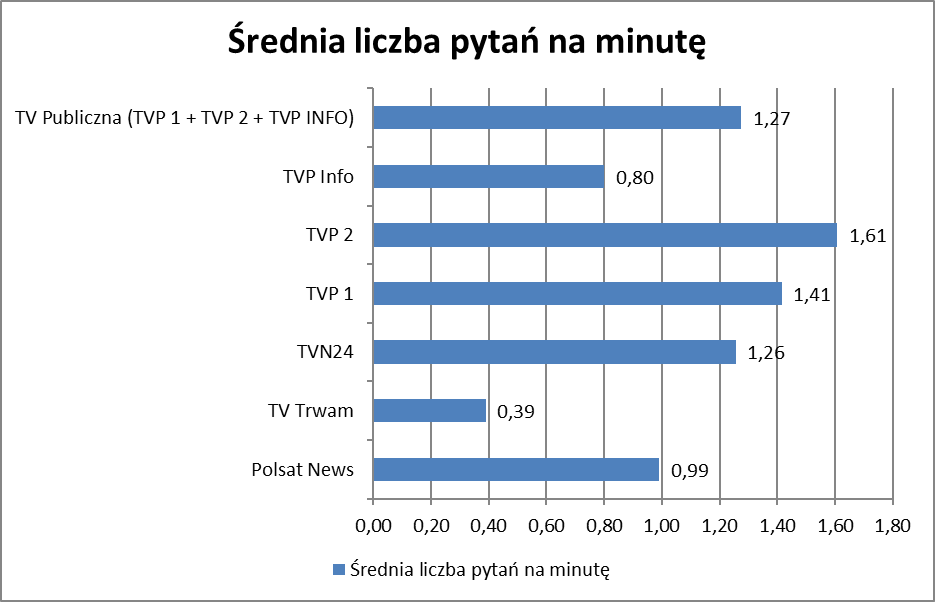 Średnia liczba pytań na minutę
TV Publiczna (TVP 1 + TVP 2 + TVP INFO) 1,27
TVP Info 0,80
TVP 2 1,61
TVP 1 1,41
TVN24 1,26
TV Trwam 0,39
Polsat News 0,99
0,00 0,20 0,40 0,60 0,80 1,00 1,20 1,40 1,60 1,80
Średnia liczba pytań na minutę